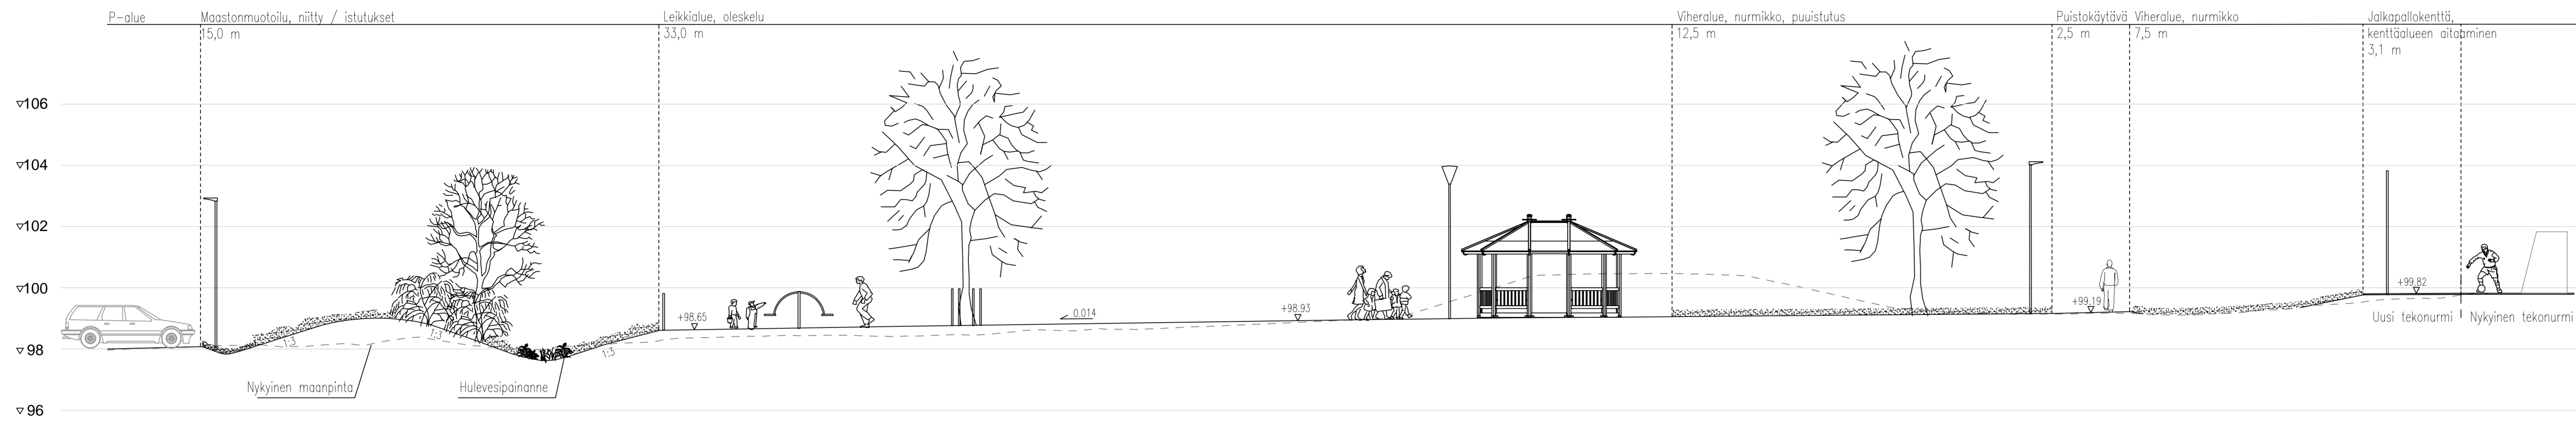 P-alue
Maastonmuotoilu, niitty / istutukset
15,0 m
Leikkialue, oleskelu
33,0 m
Viheralue, nurmikko, puuistutus
12,5 m
Puistokäytävä
2,5 m
Viheralue, nurmikko
7,5 m
Jalkapallokenttä,
kenttäalueen aitaaminen
3,1 m
106
104
102
100
98
96
1:3
1:3
1:3
+98.65
0.014
+98.93
+99.19
+99.82
Uusi tekonurmi
Nykyinen tekonurmi
Nykyinen maanpinta
Hulevesipainanne